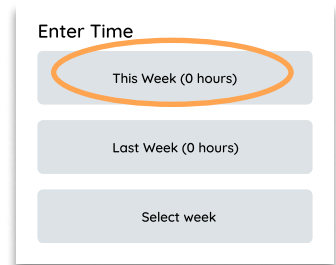 Enter Time
This Week (0 hours)
Last Week (0 hours)
Select week